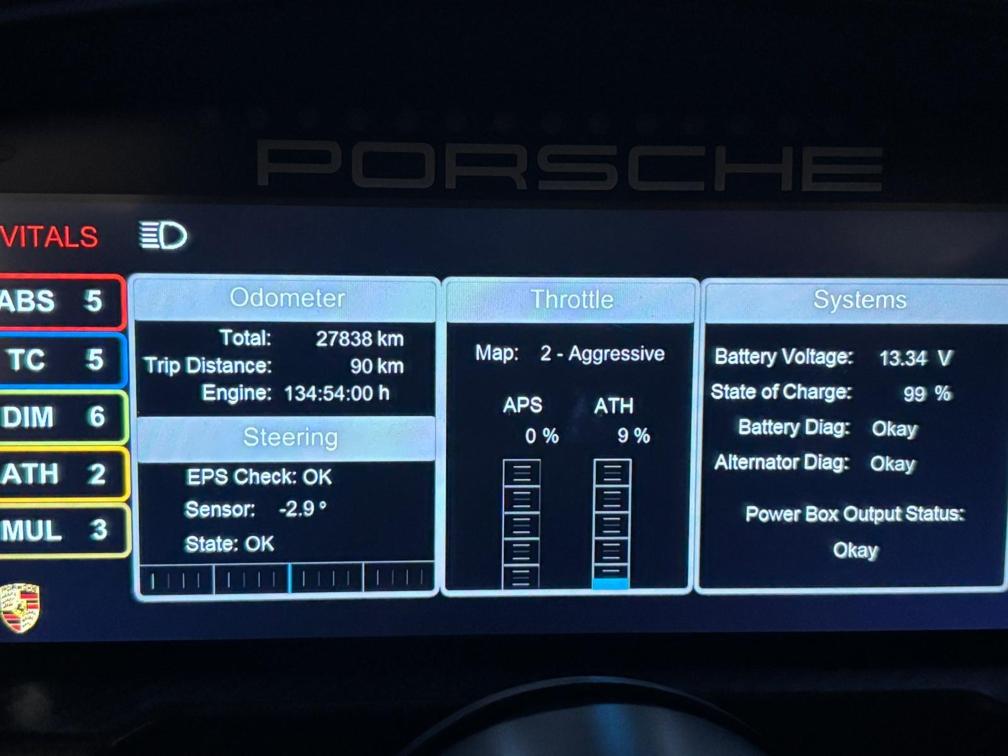 PORSCHE
VITALS
ABS 5
TC 5
DIM 6
ATH 2
MUL 3
Odometer
Total: 27838 km
Trip Distance: 90 km
Engine: 134:54:00 h
Steering
EPS Check: OK
Sensor: -2.9 °
State: OK
Throttle
Map: 2 - Aggressive
APS ATH
0 % 9 %
Systems
Battery Voltage: 13.34 V
State of Charge: 99 %
Battery Diag: Okay
Alternator Diag: Okay
Power Box Output Status:
Okay